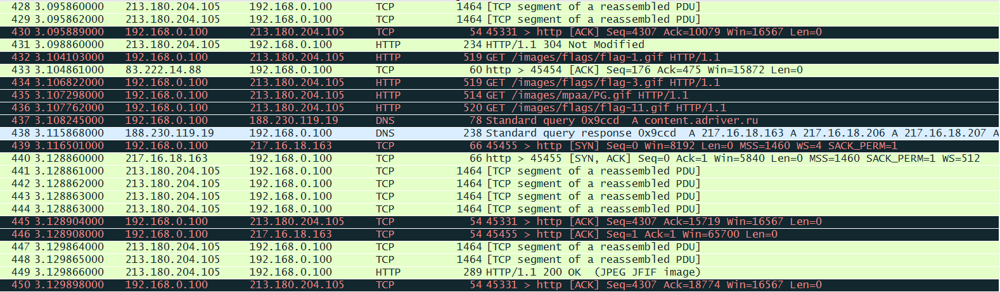 428 3.095860000 213.180.204.105 192.168.0.100 TCP 1464 [TCP segment of a reassembled PDU]
429 3.095862000 213.180.204.105 192.168.0.100 TCP 1464 [TCP segment of a reassembled PDU]
430 3.095889000 192.168.0.100 213.180.204.105 TCP 54 45331 > http [ACK] Seq=4307 Ack=10079 Win=16567 Len=0
431 3.098860000 213.180.204.105 192.168.0.100 HTTP 234 HTTP/1.1 304 Not Modified
432 3.104103000 192.168.0.100 213.180.204.105 HTTP 519 GET /images/flags/flag-1.gif HTTP/1.1
433 3.104861000 83.222.14.88 192.168.0.100 TCP 60 http > 45454 [ACK] Seq=176 Ack=475 Win=15872 Len=0
434 3.106822000 192.168.0.100 213.180.204.105 HTTP 519 GET /images/flags/flag-3.gif HTTP/1.1
435 3.107298000 192.168.0.100 213.180.204.105 HTTP 514 GET /images/mpaa/PG.gif HTTP/1.1
436 3.107762000 192.168.0.100 213.180.204.105 HTTP 520 GET /images/flags/flag-11.gif HTTP/1.1
437 3.108245000 192.168.0.100 188.230.119.19 DNS 78 Standard query 0x9ccd A content.adriver.ru
438 3.115868000 188.230.119.19 192.168.0.100 DNS 238 Standard query response 0x9ccd A 217.16.18.163 A 217.16.18.206 A 217.16.18.207 A
439 3.116501000 192.168.0.100 217.16.18.163 TCP 66 45455 > http [SYN] Seq=0 Win=8192 Len=0 MSS=1460 WS=4 SACK_PERM=1
440 3.128860000 217.16.18.163 192.168.0.100 TCP 66 http > 45455 [SYN, ACK] Seq=0 Ack=1 Win=5840 Len=0 MSS=1460 SACK_PERM=1 WS=512
441 3.128861000 213.180.204.105 192.168.0.100 TCP 1464 [TCP segment of a reassembled PDU]
442 3.128862000 213.180.204.105 192.168.0.100 TCP 1464 [TCP segment of a reassembled PDU]
443 3.128863000 213.180.204.105 192.168.0.100 TCP 1464 [TCP segment of a reassembled PDU]
444 3.128863000 213.180.204.105 192.168.0.100 TCP 1464 [TCP segment of a reassembled PDU]
445 3.128904000 192.168.0.100 213.180.204.105 TCP 54 45331 > http [ACK] Seq=4307 Ack=15719 Win=16567 Len=0
446 3.128908000 192.168.0.100 217.16.18.163 TCP 54 45455 > http [ACK] Seq=1 Ack=1 Win=65700 Len=0
447 3.129864000 213.180.204.105 192.168.0.100 TCP 1464 [TCP segment of a reassembled PDU]
448 3.129865000 213.180.204.105 192.168.0.100 TCP 1464 [TCP segment of a reassembled PDU]
449 3.129866000 213.180.204.105 192.168.0.100 HTTP 289 HTTP/1.1 200 OK (JPEG JFIF image)
450 3.129898000 192.168.0.100 213.180.204.105 TCP 54 45331 > http [ACK] Seq=4307 Ack=18774 Win=16567 Len=0